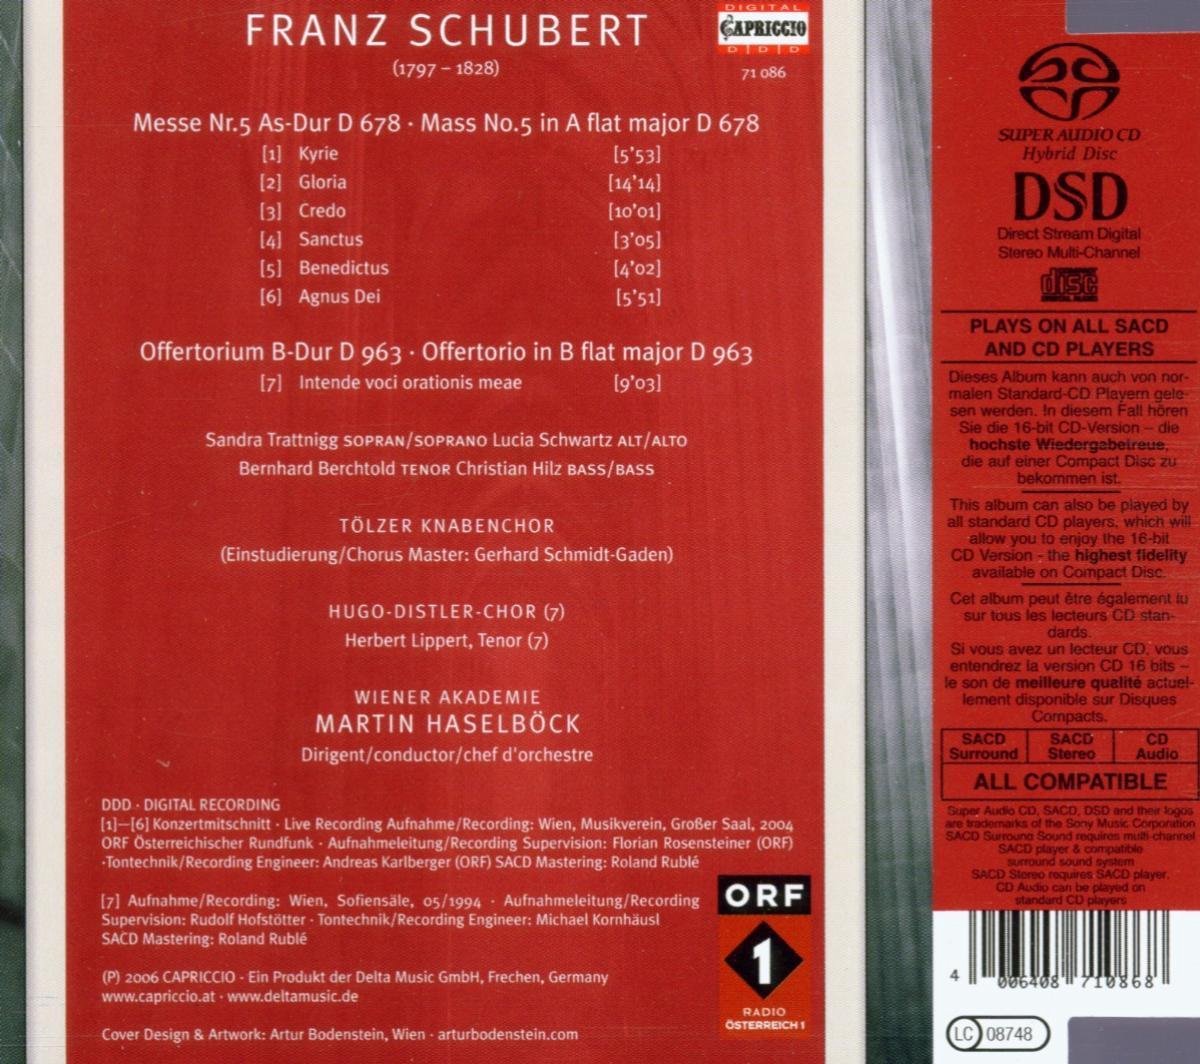 FRANZ SCHUBERT
(1797 – 1828)
DIGITAL
CAPRICCIO
D|D|D
71 086
Messe Nr.5 As-Dur D 678 · Mass No.5 in A flat major D 678
[1] Kyrie [5'53]
[2] Gloria [14'14]
[3] Credo [10'01]
[4] Sanctus [3'05]
[5] Benedictus [4'02]
[6] Agnus Dei [5'51]
Offertorium B-Dur D 963 · Offertorio in B flat major D 963
[7] Intende voci orationis meae [9'03]
Sandra Trattnigg SOPRAN/SOPRANO Lucia Schwartz ALT/ALTO
Bernhard Berchtold TENOR Christian Hilz BASS/BASS
TÖLZER KNABENCHOR
(Einstudierung/Chorus Master: Gerhard Schmidt-Gaden)
HUGO-DISTLER-CHOR (7)
Herbert Lippert, Tenor (7)
WIENER AKADEMIE
MARTIN HASELBÖCK
Dirigent/conductor/chef d'orchestre
DDD · DIGITAL RECORDING
[1]—[6] Konzertmitschnitt · Live Recording Aufnahme/Recording: Wien, Musikverein, Großer Saal, 2004
ORF Österreichischer Rundfunk · Aufnahmeleitung/Recording Supervision: Florian Rosensteiner (ORF)
·Tontechnik/Recording Engineer: Andreas Karlberger (ORF) SACD Mastering: Roland Rublé
[7] Aufnahme/Recording: Wien, Sofiensäle, 05/1994 · Aufnahmeleitung/Recording
Supervision: Rudolf Hofstötter · Tontechnik/Recording Engineer: Michael Kornhäusl
SACD Mastering: Roland Rublé
(P) 2006 CAPRICCIO - Ein Produkt der Delta Music GmbH, Frechen, Germany
www.capriccio.at · www.deltamusic.de
Cover Design & Artwork: Artur Bodenstein, Wien · arturbodenstein.com
ORF
1
RADIO
ÖSTERREICH 1
SUPER AUDIO CD
Hybrid Disc
DSD
Direct Stream Digital
Stereo Multi-Channel
COMPACT
disc
DIGITAL AUDIO
PLAYS ON ALL SACD
AND CD PLAYERS
Dieses Album kann auch von nor-
malen Standard-CD Playern gele-
sen werden. In diesem Fall hören
Sie die 16-bit CD-Version – die
hochste Wiedergabetreue,
die auf einer Compact Disc zu
bekommen ist.
This album can also be played by
all standard CD players, which will
allow you to enjoy the 16-bit
CD Version - the highest fidelity
available on Compact Disc.
Cet album peut être également lu
sur tous les lecteurs CD stan-
dards.
Si vous avez un lecteur CD, vous
entendrez la version CD 16 bits –
le son de meilleure qualité actuel-
lement disponible sur Disques
Compacts.
SACD Surround SACD Stereo CD Audio
ALL COMPATIBLE
Super Audio CD, SACD, DSD and their logos
are trademarks of the Sony Music Corporation
SACD Surround Sound requires multi-channel
SACD player & compatible
surround sound system
SACD Stereo requires SACD player.
CD Audio can be played on
standard CD players
4 006408 710868
LC 08748